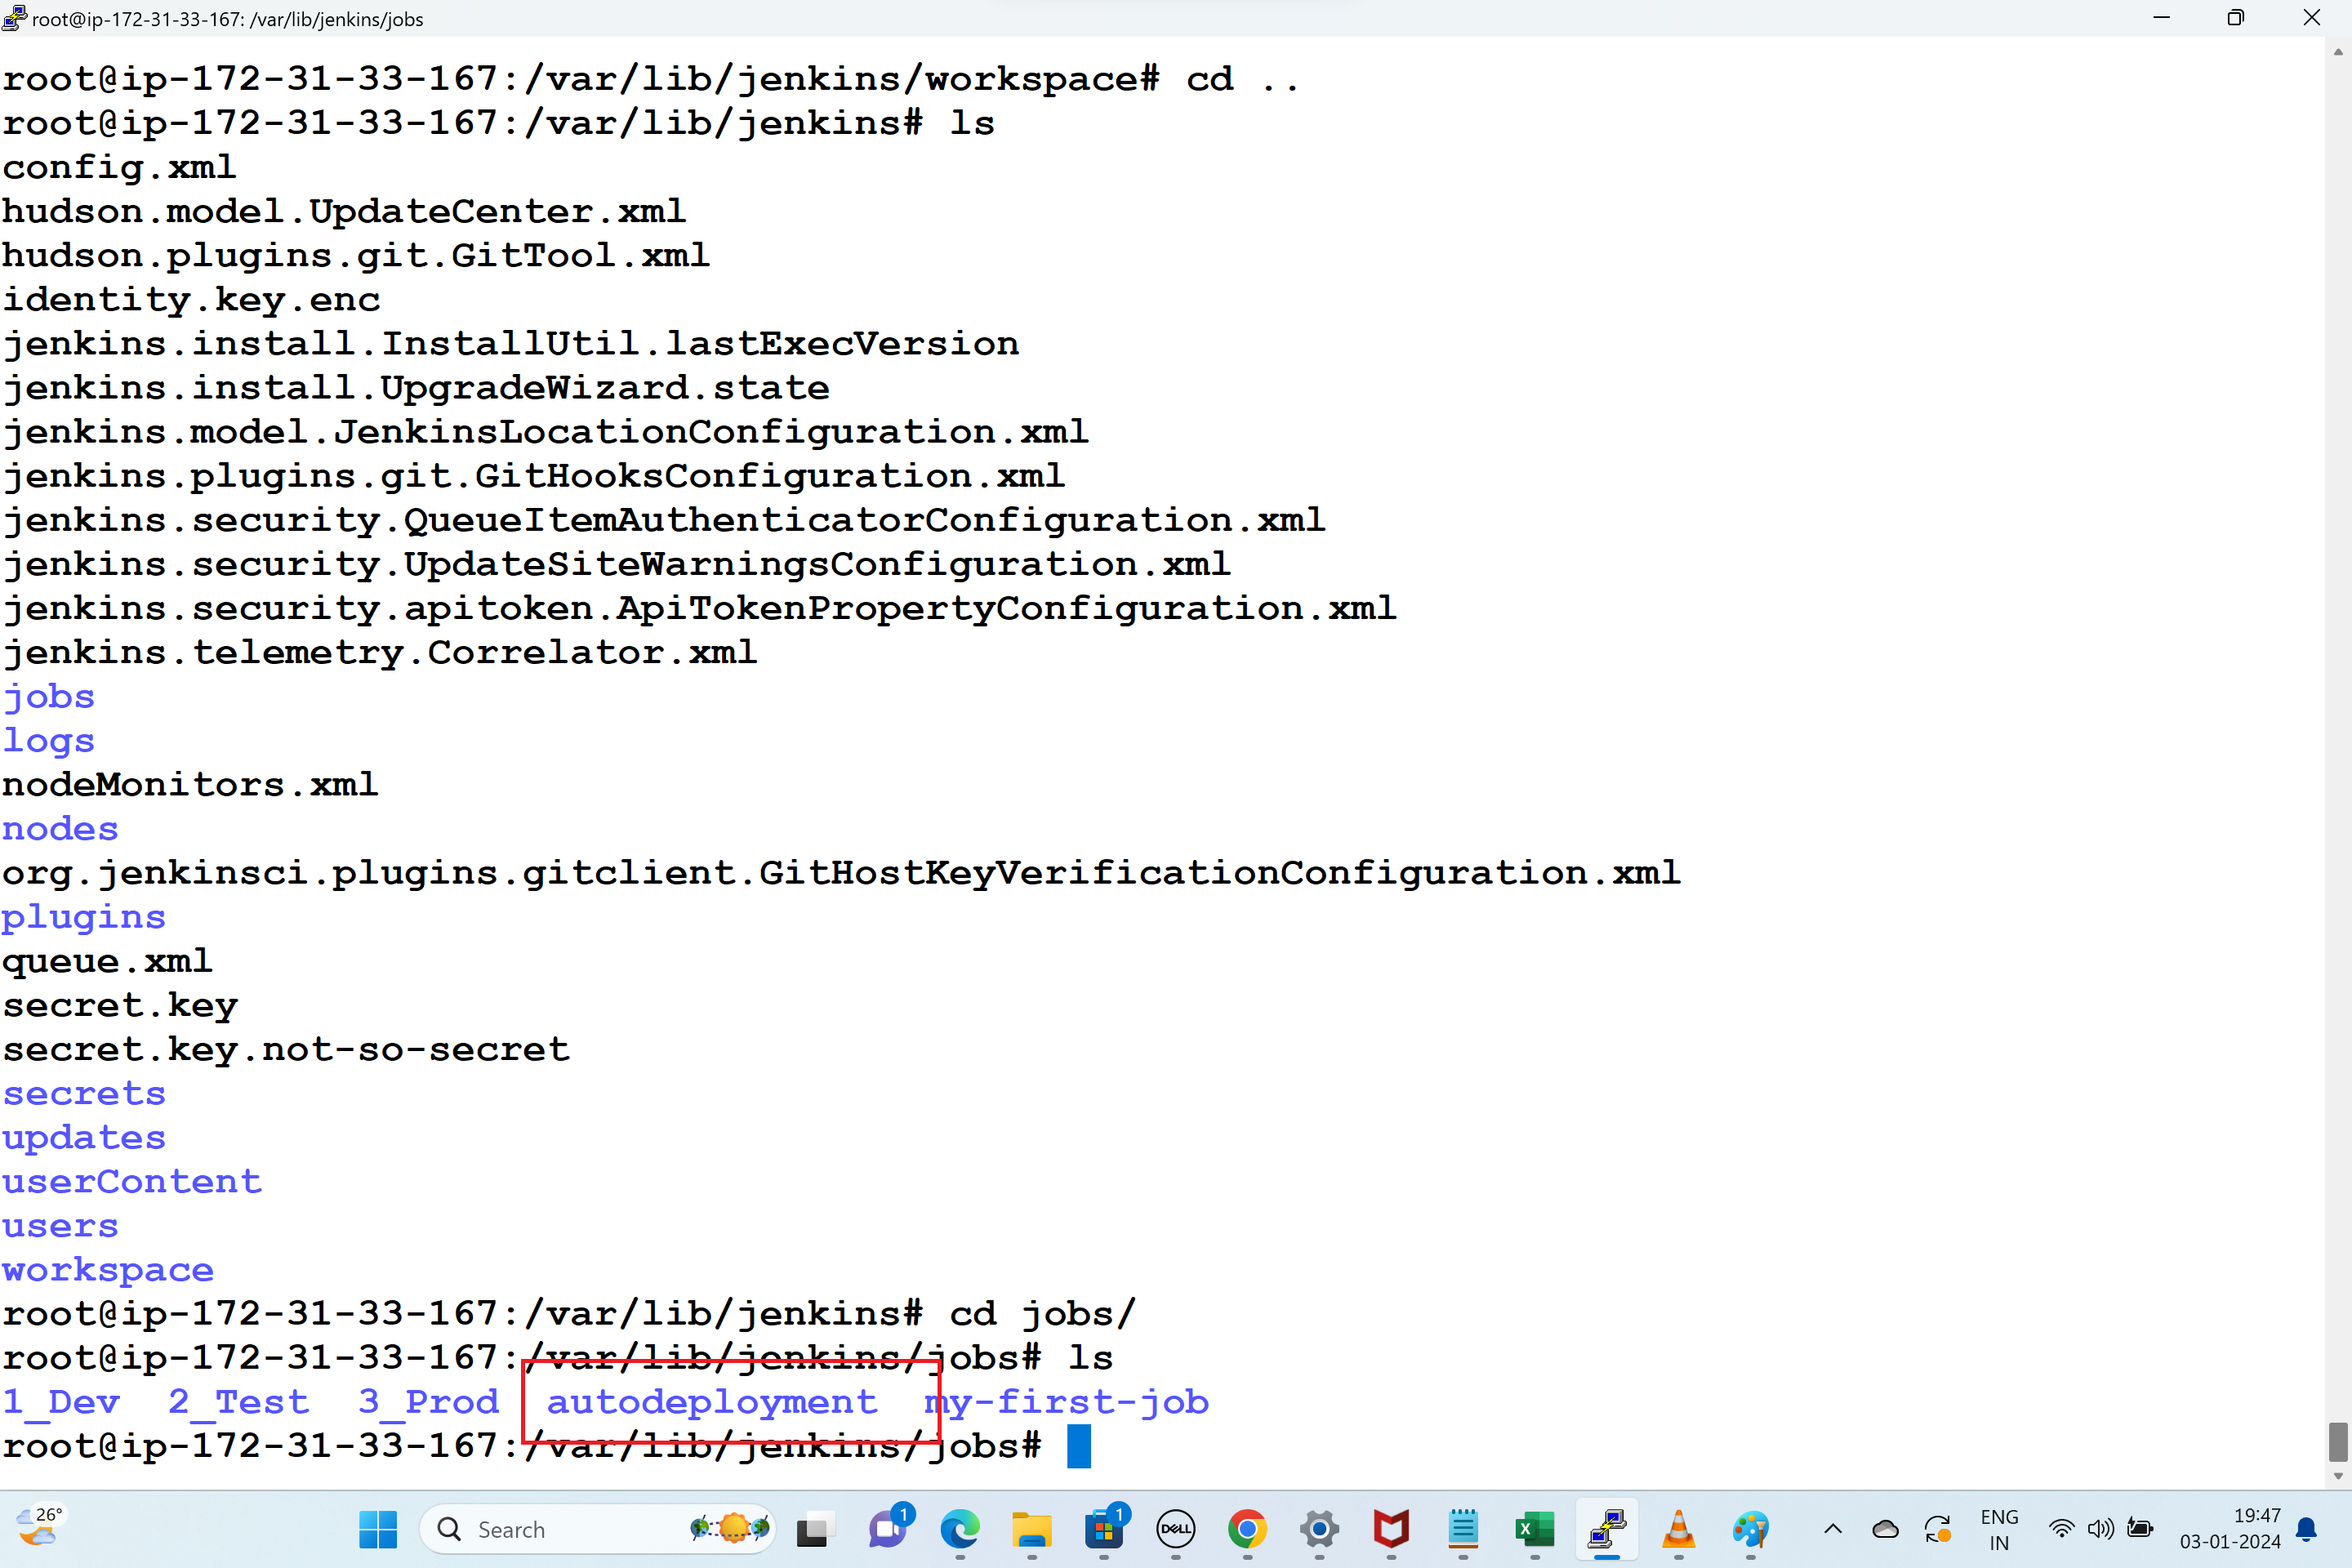 root@ip-172-31-33-167: /var/lib/jenkins/jobs
root@ip-172-31-33-167:/var/lib/jenkins/workspace# cd ..
root@ip-172-31-33-167:/var/lib/jenkins# ls
config.xml
hudson.model.UpdateCenter.xml
hudson.plugins.git.GitTool.xml
identity.key.enc
jenkins.install.InstallUtil.lastExecVersion
jenkins.install.UpgradeWizard.state
jenkins.model.JenkinsLocationConfiguration.xml
jenkins.plugins.git.GitHooksConfiguration.xml
jenkins.security.QueueItemAuthenticatorConfiguration.xml
jenkins.security.UpdateSiteWarningsConfiguration.xml
jenkins.security.apitoken.ApiTokenPropertyConfiguration.xml
jenkins.telemetry.Correlator.xml
jobs
logs
nodeMonitors.xml
nodes
org.jenkinsci.plugins.gitclient.GitHostKeyVerificationConfiguration.xml
plugins
queue.xml
secret.key
secret.key.not-so-secret
secrets
updates
userContent
users
workspace
root@ip-172-31-33-167:/var/lib/jenkins# cd jobs/
root@ip-172-31-33-167:/var/lib/jenkins/jobs# ls
1_Dev  2_Test  3_Prod  autodeployment  my-first-job
root@ip-172-31-33-167:/var/lib/jenkins/jobs#
26°
Search
1
1
DELL
X
ENG
IN
19:47
03-01-2024